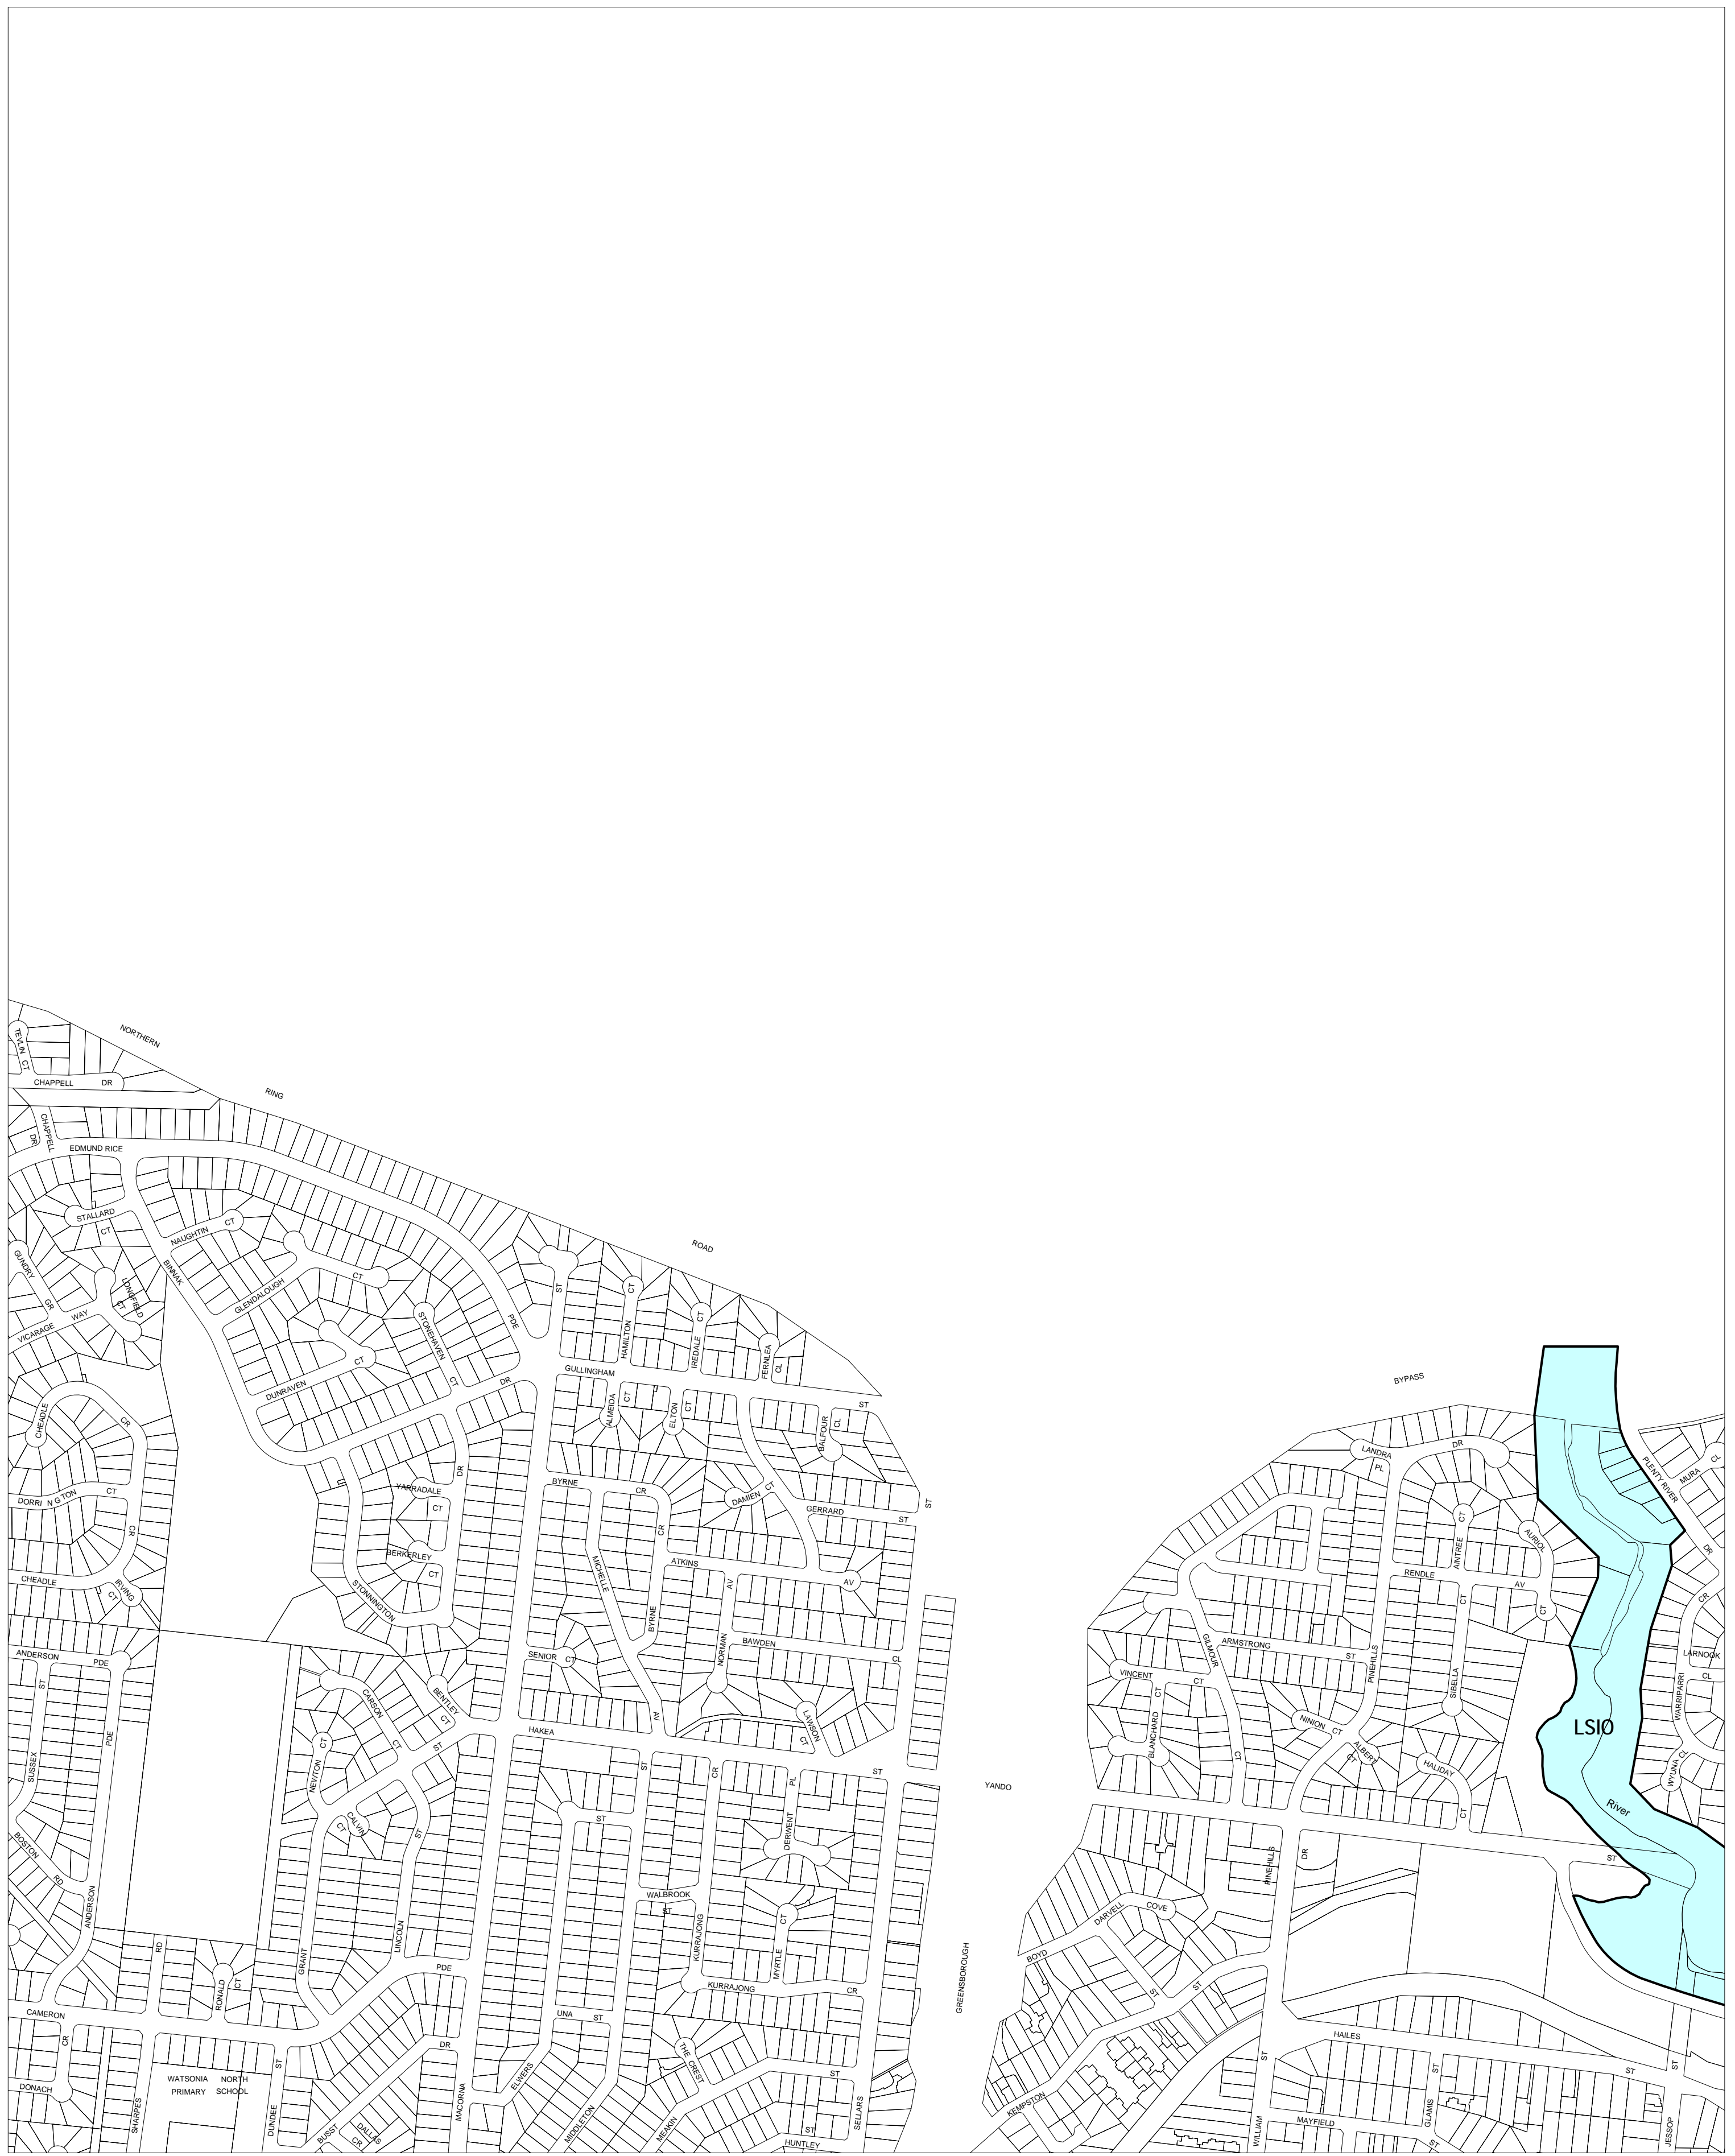 NORTHERN
TEVLIN CT
CHAPPELL DR
RING
CHAPPELL
DR
EDMUND RICE
STALLARD
CT
NAUGHTIN CT
GUNDRY
GR
BINNAK
LONGFIELD
CT
GLENDALOUGH
CT
VICARAGE WAY
STONEHAVEN
CT
PDE
ST
ROAD
HAMILTON
CT
IREDALE
CT
FERNLEA
CL
GULLINGHAM
ST
DUNRAVEN
CT
DR
BYPASS
CHEADLE
CR
ALMEIDA
CT
ELTON
CT
BALFOUR
CL
LANDRA
PL
DR
PLENTY RIVER
DR
MURA CL
DORRINGTON CT
YARRADALE
CT
DR
BYRNE
CR
DAMIEN CT
GERRARD
ST
ST
CR
CR
AINTREE
CT
AURIOL
CT
BERKERLEY
CT
MICHELLE
AV
ATKINS
AV
CHEADLE
IRVING
CT
STONNINGTON
RENDLE
AV
CR
BYRNE
NORMAN
AV
BAWDEN
CL
GILMOUR
CT
ARMSTRONG
ST
PINEHILLS
SIBELLA
CT
LARNOOK
CL
ANDERSON
PDE
SENIOR CT
VINCENT
CT
BLANCHARD
CT
WARRIPARRI
ST
SUSSEX
PDE
CARSON
CT
BENTLEY
CT
LAWSON
CT
HAKEA
ST
NINION CT
ALBERT
CT
HALIDAY
CT
LSIO
NEWTON
CT
ST
CR
PL
ST
YANDO
WYUNA
CL
River
CALVIN
CT
ST
ST
DERWENT
BOSTON
RD
PINEHILLS
DR
ST
ANDERSON
WALBROOK
ST
CT
DARVELL
COVE
LINCOLN
KURRAJONG
MYRTLE
GREENSBOROUGH
BOYD
ST
RD
RONALD
CT
GRANT
PDE
KURRAJONG
CR
ST
CAMERON
CR
UNA
ST
DR
HAILES
ST
ST
WATSONIA NORTH
PRIMARY SCHOOL
DONACH
ST
ELWERS
THE CREST
ST
ST
ST
SHARPES
DUNDEE
BUSST
DALLAS
CR
MACORNA
MIDDLETON
MEAKIN
SELLARS
ST
HUNTLEY
KEMPSTON
WILLIAM
MAYFIELD
ST
GLAMIS
JESSOP